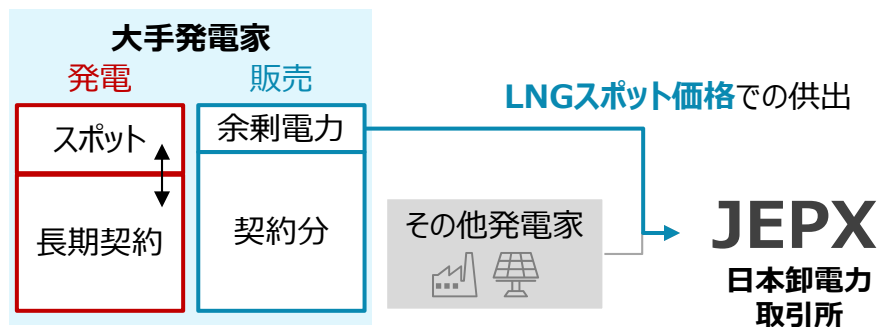 大手発電家
発電
販売
スポット
長期契約
余剰電力
契約分
LNGスポット価格での供出
その他発電家
JEPX
日本卸電力
取引所